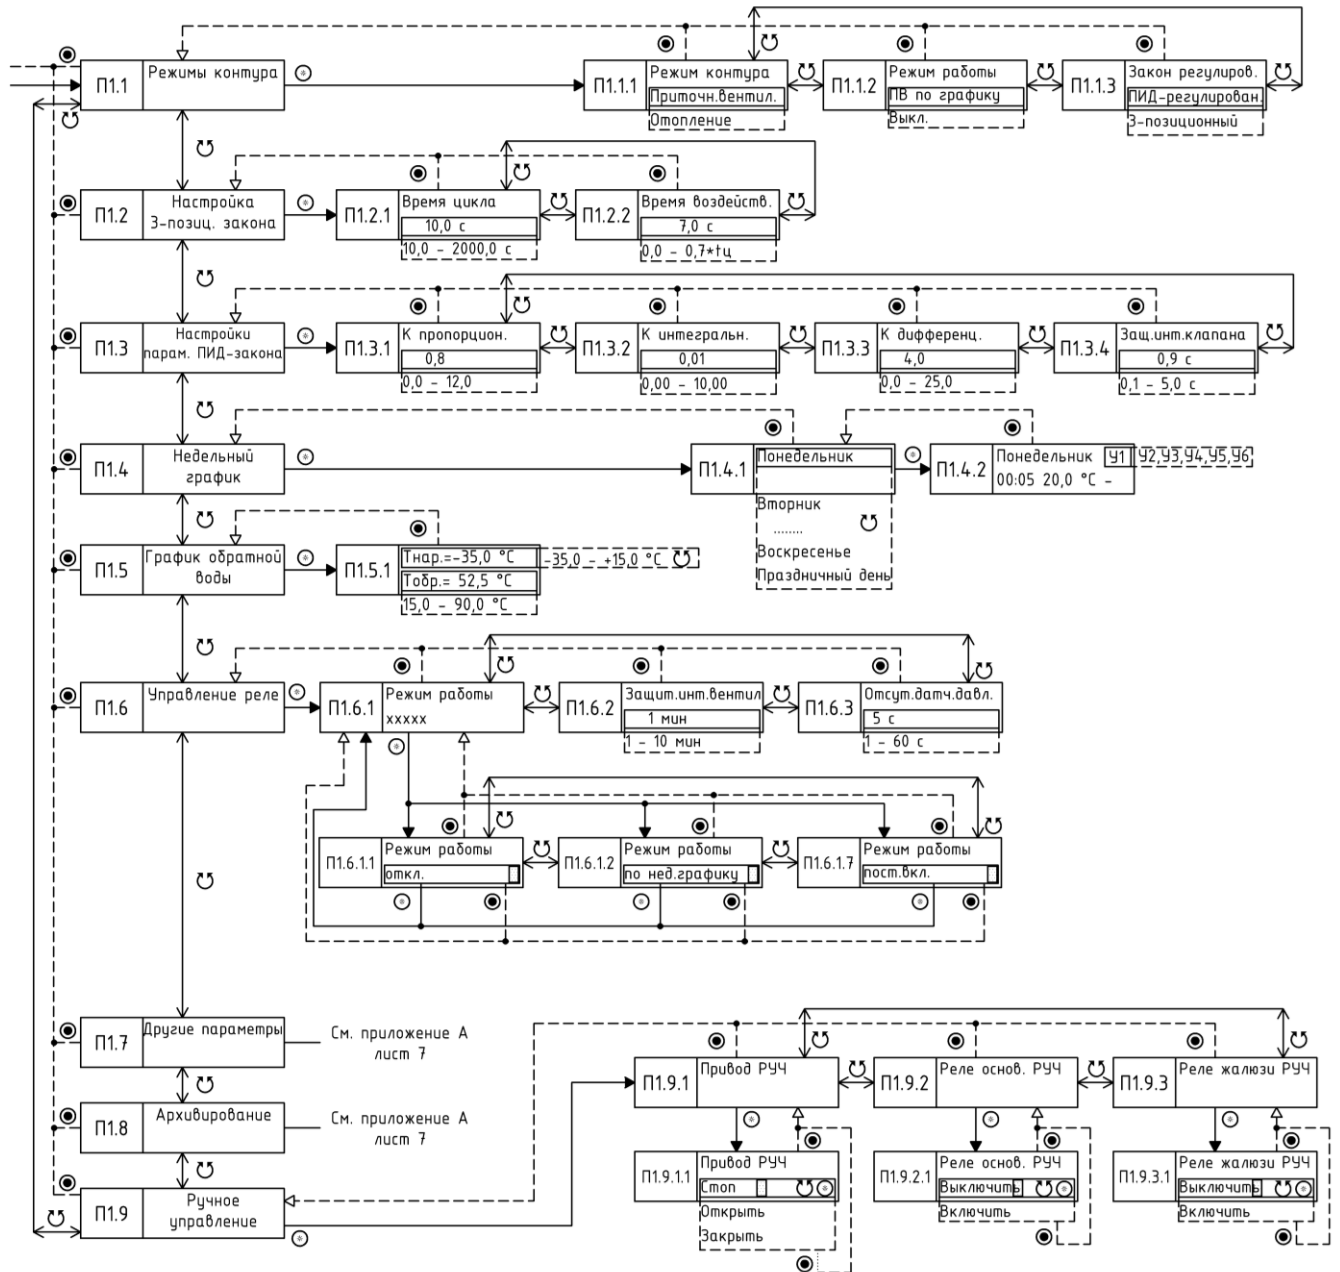 П1.1
Режимы контура
П1.1.1
Режим контура
Приточн.вентил.
Отопление
П1.1.2
Режим работы
ПВ по графику
Выкл.
П1.1.3
Закон регулиров.
ПИД-регулирован.
3-позиционный
П1.2
Настройка
3-позиц. закона
П1.2.1
Время цикла
10,0 с
10,0 - 2000,0 с
П1.2.2
Время воздейств.
7,0 с
0,0 - 0,7*tц
П1.3
Настройки
парам. ПИД-закона
П1.3.1
К пропорцион.
0,8
0,0 - 12,0
П1.3.2
К интегральн.
0,01
0,00 - 10,00
П1.3.3
К дифференц.
4,0
0,0 - 25,0
П1.3.4
Защ.инт.клапана
0,9 с
0,1 - 5,0 с
П1.4
Недельный
график
П1.4.1
Понедельник
Вторник
........
Воскресенье
Праздничный день
П1.4.2
Понедельник У1 У2,У3,У4,У5,У6
00:05 20,0 °C -
П1.5
График обратной
воды
П1.5.1
Тнар.=-35,0 °C -35,0 - +15,0 °C
Тобр.= 52,5 °C
15,0 - 90,0 °C
П1.6
Управление реле
П1.6.1
Режим работы
xxxxx
П1.6.2
Защит.инт.вентил
1 мин
1 - 10 мин
П1.6.3
Отсут.датч.давл.
5 с
1 - 60 с
П1.6.1.1
Режим работы
откл.
П1.6.1.2
Режим работы
по нед.графику
П1.6.1.7
Режим работы
пост.вкл.
П1.7
Другие параметры
См. приложение А
лист 7
П1.8
Архивирование
См. приложение А
лист 7
П1.9
Ручное
управление
П1.9.1
Привод РУЧ
П1.9.2
Реле основ. РУЧ
П1.9.3
Реле жалюзи РУЧ
П1.9.1.1
Привод РУЧ
Стоп
Открыть
Закрыть
П1.9.2.1
Реле основ. РУЧ
Выключить
Включить
П1.9.3.1
Реле жалюзи РУЧ
Выключить
Включить